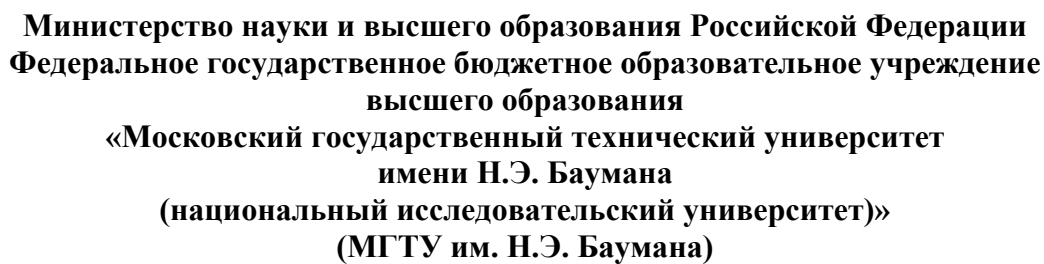 Министерство науки и высшего образования Российской Федерации
Федеральное государственное бюджетное образовательное учреждение
высшего образования
«Московский государственный технический университет
имени Н.Э. Баумана
(национальный исследовательский университет)»
(МГТУ им. Н.Э. Баумана)